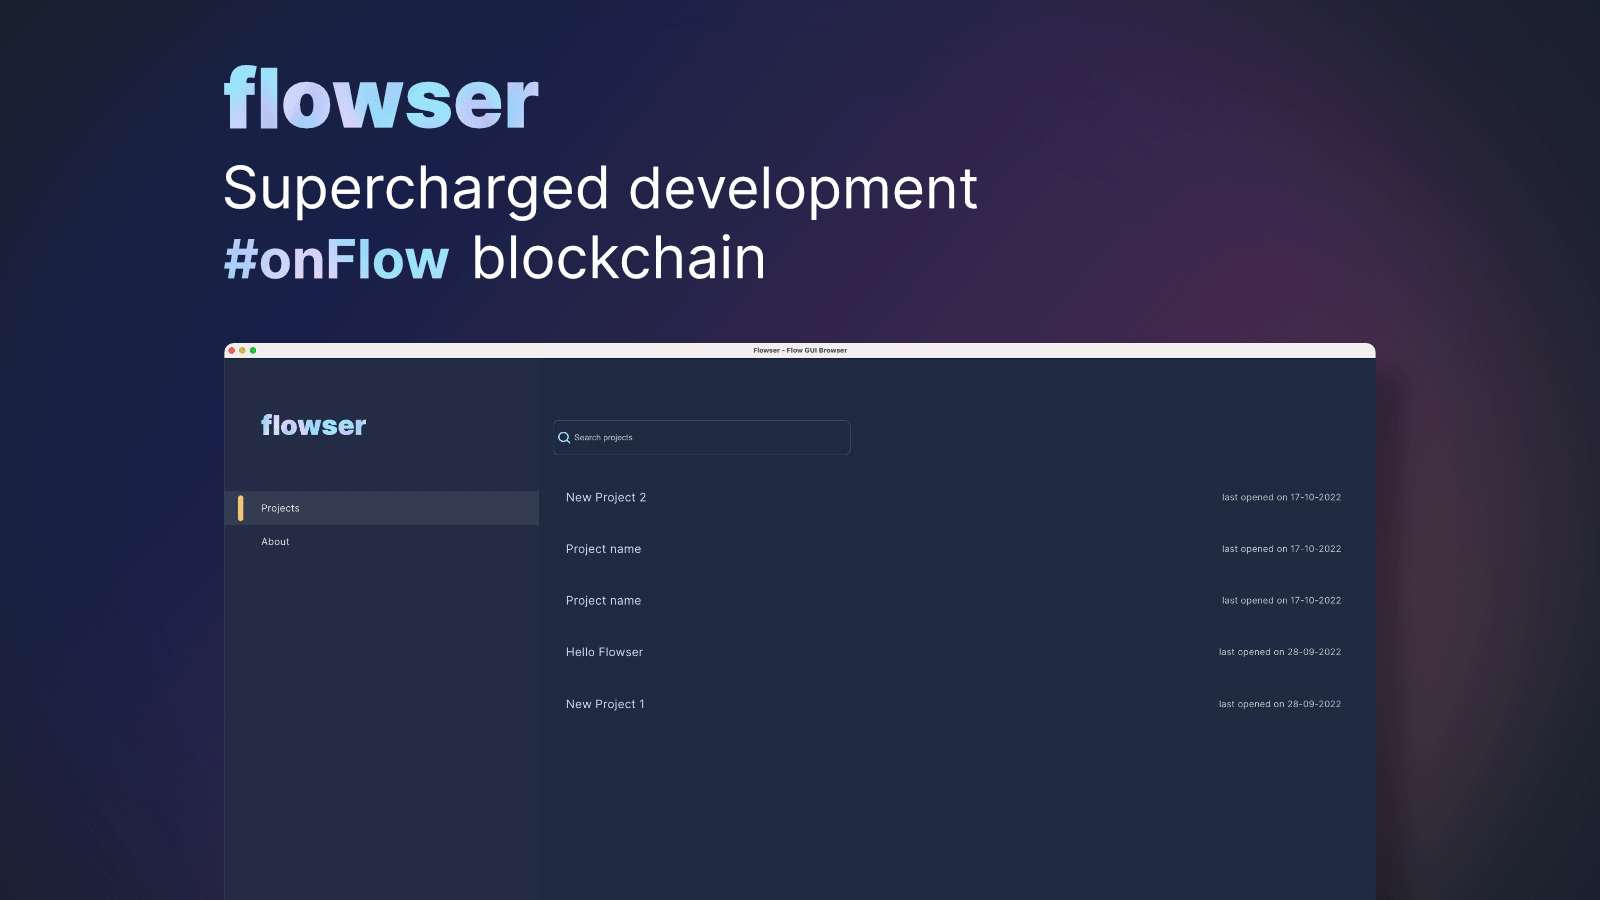 flowser
Supercharged development
#onFlow blockchain
Flowser - Flow GUI Browser
flowser
Search projects
Projects
About
New Project 2 last opened on 17-10-2022
Project name last opened on 17-10-2022
Project name last opened on 17-10-2022
Hello Flowser last opened on 28-09-2022
New Project 1 last opened on 28-09-2022